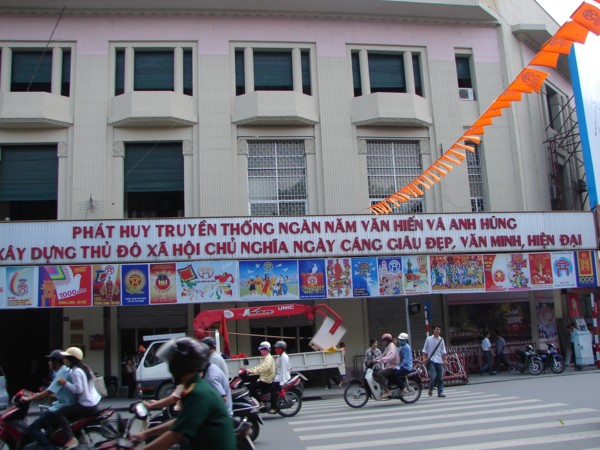 PHÁT HUY TRUYỀN THỐNG NGÀN NĂM VĂN HIẾN VÀ ANH HÙNG
XÂY DỰNG THỦ ĐÔ XÃ HỘI CHỦ NGHĨA NGÀY CÀNG GIÀU ĐẸP, VĂN MINH, HIỆN ĐẠI
1000
UNIC